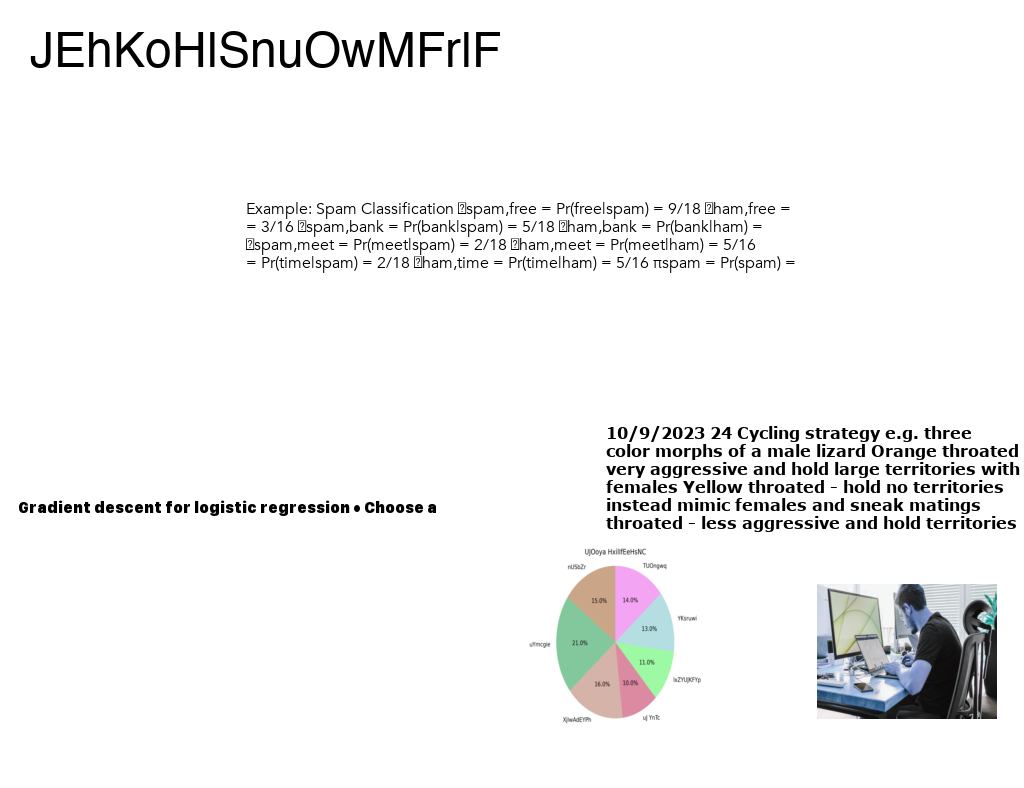 JEhKoHlSnuOwMFrlF
Example: Spam Classification spam,free = Pr(free|spam) = 9/18 ham,free =
= 3/16 spam,bank = Pr(bank|spam) = 5/18 ham,bank = Pr(bank|ham) =
spam,meet = Pr(meet|spam) = 2/18 ham,meet = Pr(meet|ham) = 5/16
= Pr(time|spam) = 2/18 ham,time = Pr(time|ham) = 5/16 πspam = Pr(spam) =
10/9/2023 24 Cycling strategy e.g. three
color morphs of a male lizard Orange throated
very aggressive and hold large territories with
females Yellow throated – hold no territories
instead mimic females and sneak matings
throated – less aggressive and hold territories
Gradient descent for logistic regression • Choose a
UJOoya HxillfEeHsNC
nUSbZr
TUOngwq
15.0%
14.0%
YKsruwi
13.0%
uYmcgie
21.0%
11.0%
16.0%
10.0%
XjlwAdEYPh
uJ YnTc